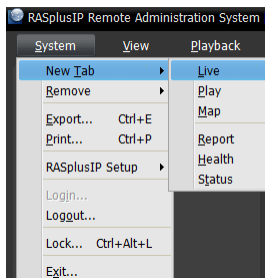 RASplusIP Remote Administration System
System View Playback
New Tab
Remove
Export... Ctrl+E
Print... Ctrl+P
RASplusIP Setup
Login...
Logout...
Lock... Ctrl+Alt+L
Exit...
Live
Play
Map
Report
Health
Status